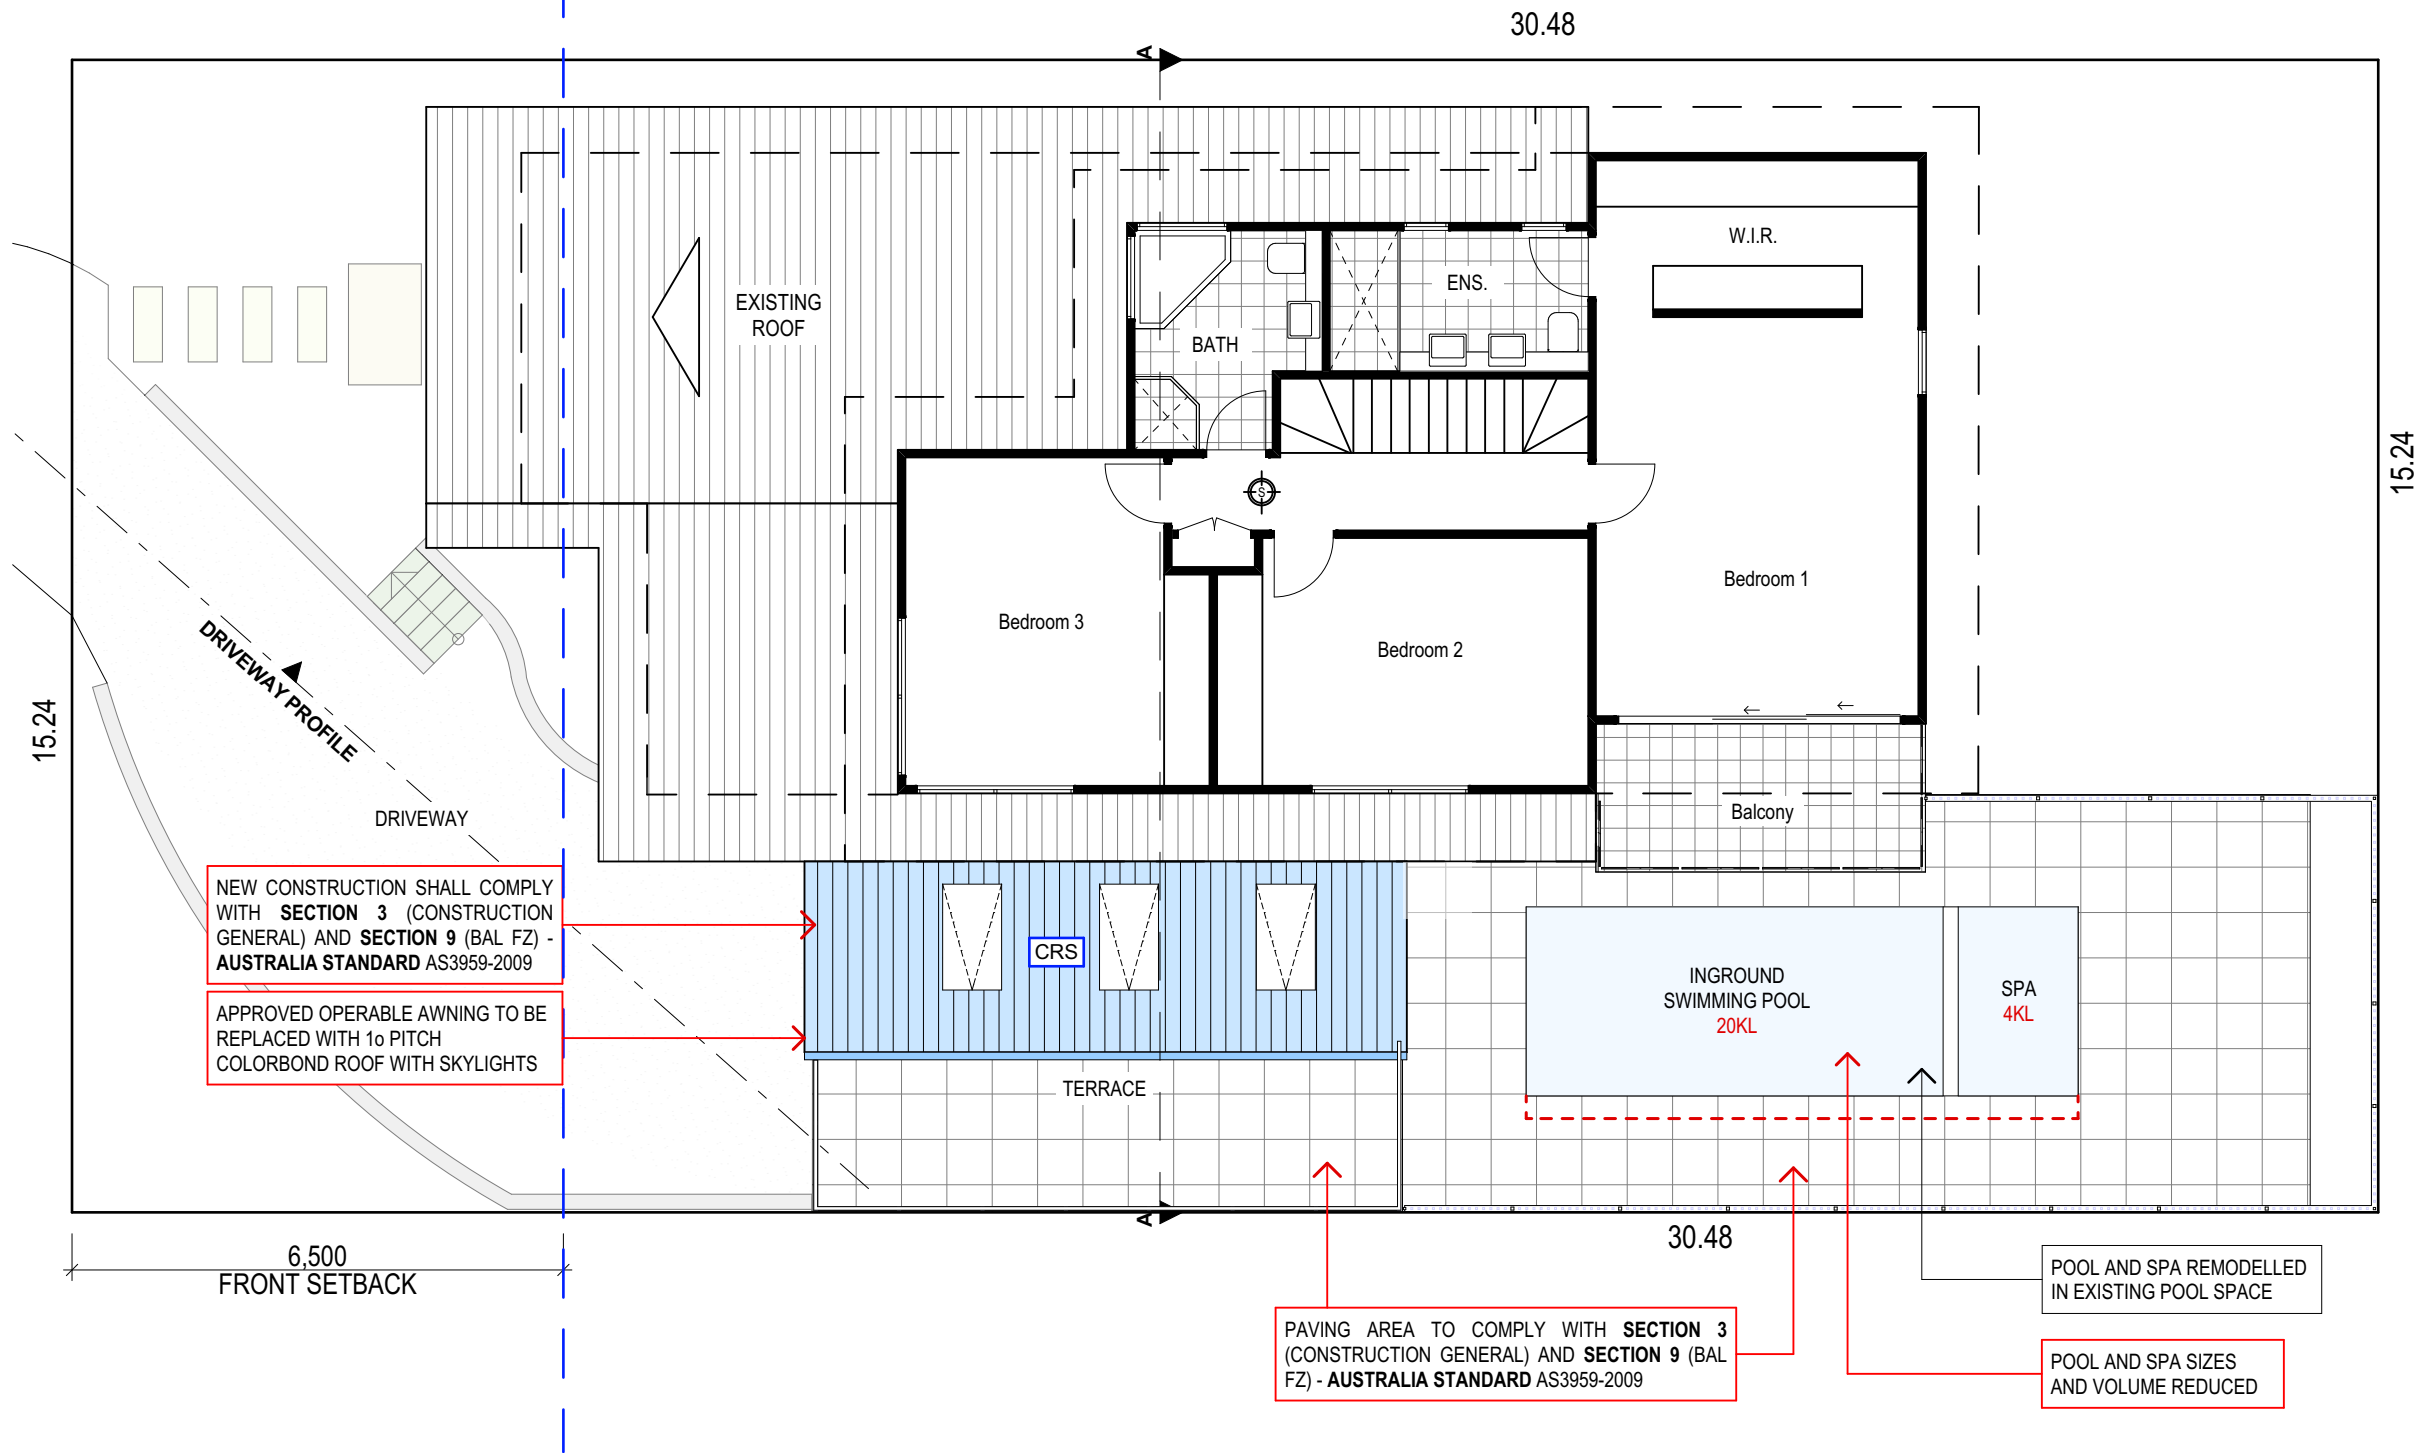 30.48
A
W.I.R.
ENS.
EXISTING
ROOF
BATH
15.24
S
Bedroom 1
Bedroom 3
Bedroom 2
DRIVEWAY PROFILE
15.24
Balcony
DRIVEWAY
NEW CONSTRUCTION SHALL COMPLY
WITH SECTION 3 (CONSTRUCTION
GENERAL) AND SECTION 9 (BAL FZ) -
AUSTRALIA STANDARD AS3959-2009
CRS
INGROUND
SWIMMING POOL
20KL
SPA
4KL
APPROVED OPERABLE AWNING TO BE
REPLACED WITH 1o PITCH
COLORBOND ROOF WITH SKYLIGHTS
TERRACE
A
30.48
6,500
FRONT SETBACK
POOL AND SPA REMODELLED
IN EXISTING POOL SPACE
PAVING AREA TO COMPLY WITH SECTION 3
(CONSTRUCTION GENERAL) AND SECTION 9 (BAL
FZ) - AUSTRALIA STANDARD AS3959-2009
POOL AND SPA SIZES
AND VOLUME REDUCED